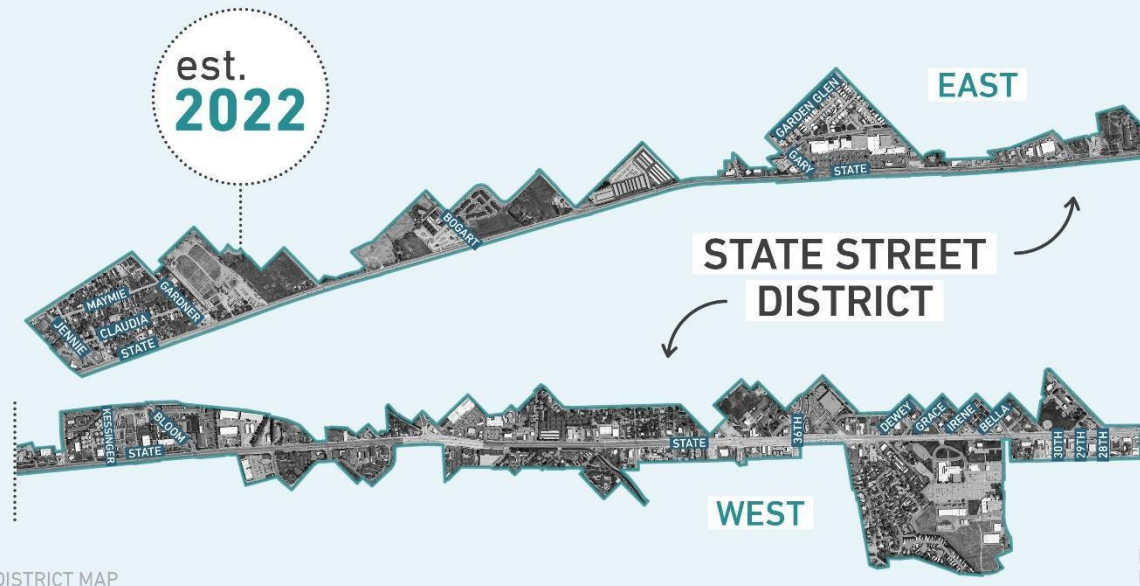 est.
2022
EAST
GARDEN GLEN
GARY
STATE
BOGART
STATE STREET
DISTRICT
MAYMIE
GARDNER
JENNIE
CLAUDIA
STATE
KESSINGER
BLOOM
STATE
STATE
36TH
DEWEY
GRACE
IRENE
BELLA
30TH
29TH
28TH
WEST
DISTRICT MAP